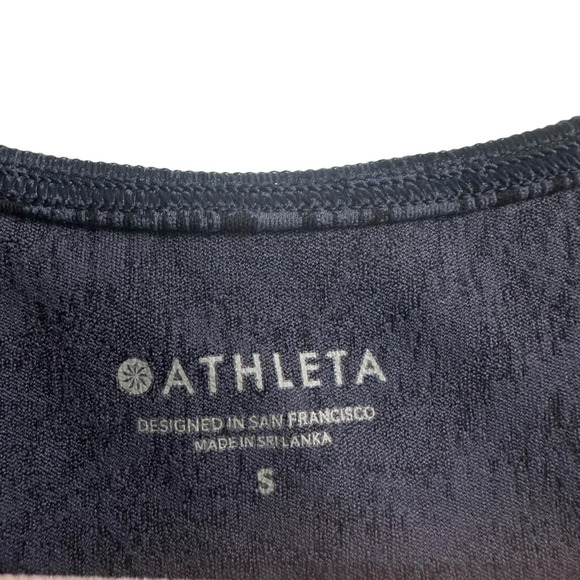 ATHLETA
DESIGNED IN SAN FRANCISCO
MADE IN SRI LANKA
S